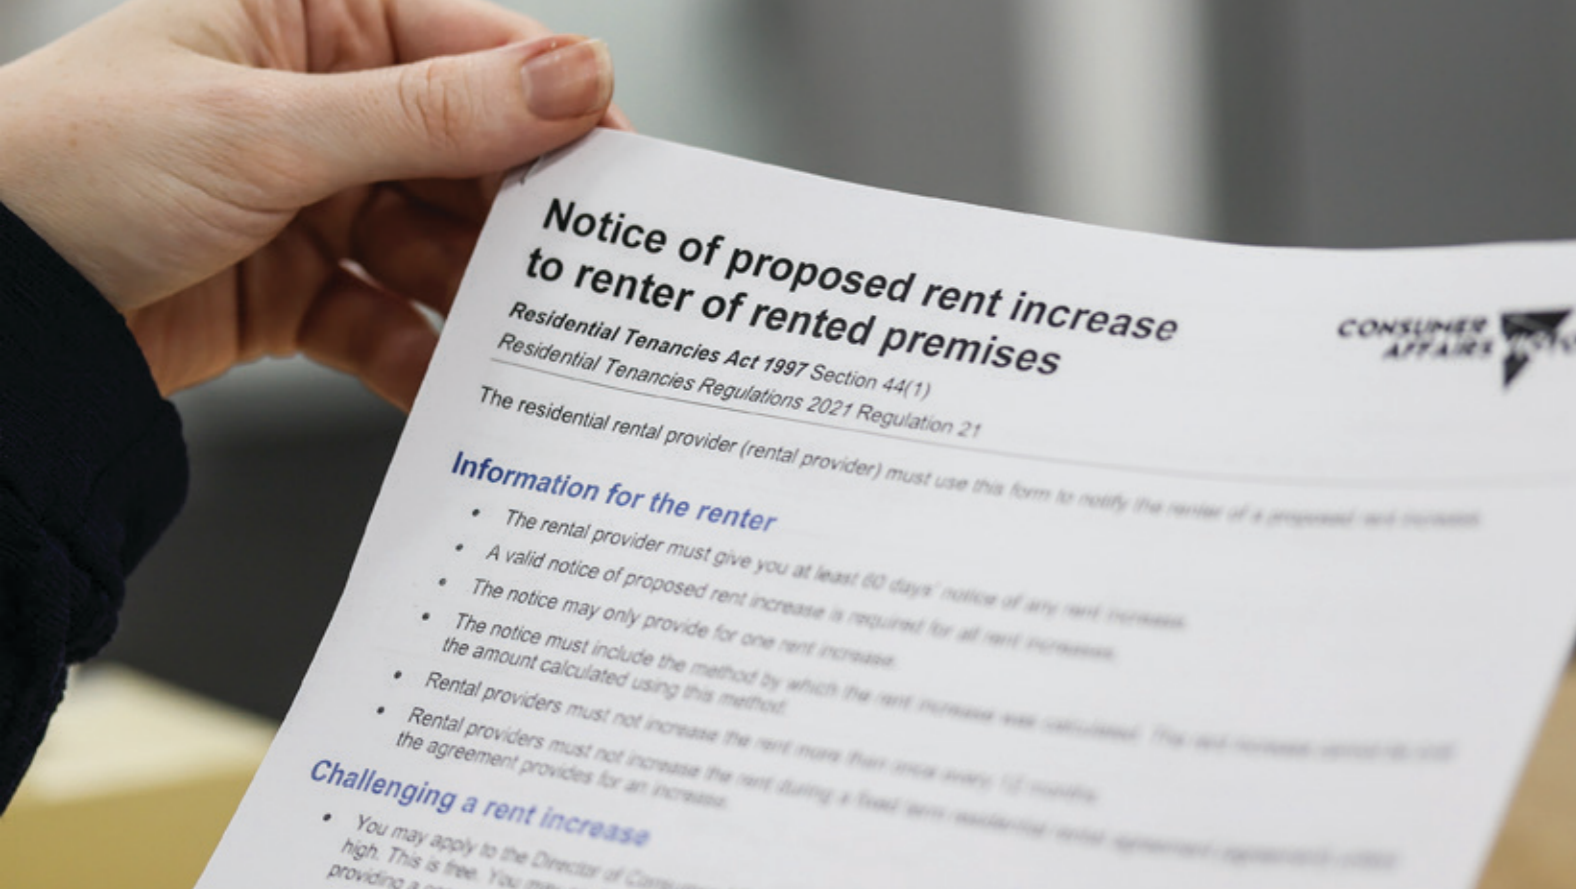 Notice of proposed rent increase
to renter of rented premises
CONSUMER
AFFAIRS
Residential Tenancies Act 1997 Section 44(1)
Residential Tenancies Regulations 2021 Regulation 21
The residential rental provider (rental provider) must use this form to notify the renter of a proposed rent increase.
Information for the renter
• The rental provider must give you at least 60 days' notice of any rent increase.
• A valid notice of proposed rent increase is required for all rent increases.
• The notice may only provide for one rent increase.
• The notice must include the method by which the rent increase was calculated. The rent increase
the amount calculated using this method.
• Rental providers must not increase the rent more than once every 12 months.
• Rental providers must not increase the rent during a fixed term residential rental agreement
the agreement provides for an increase.
Challenging a rent increase
• You may apply to the Director of
high. This is free. You
providing a